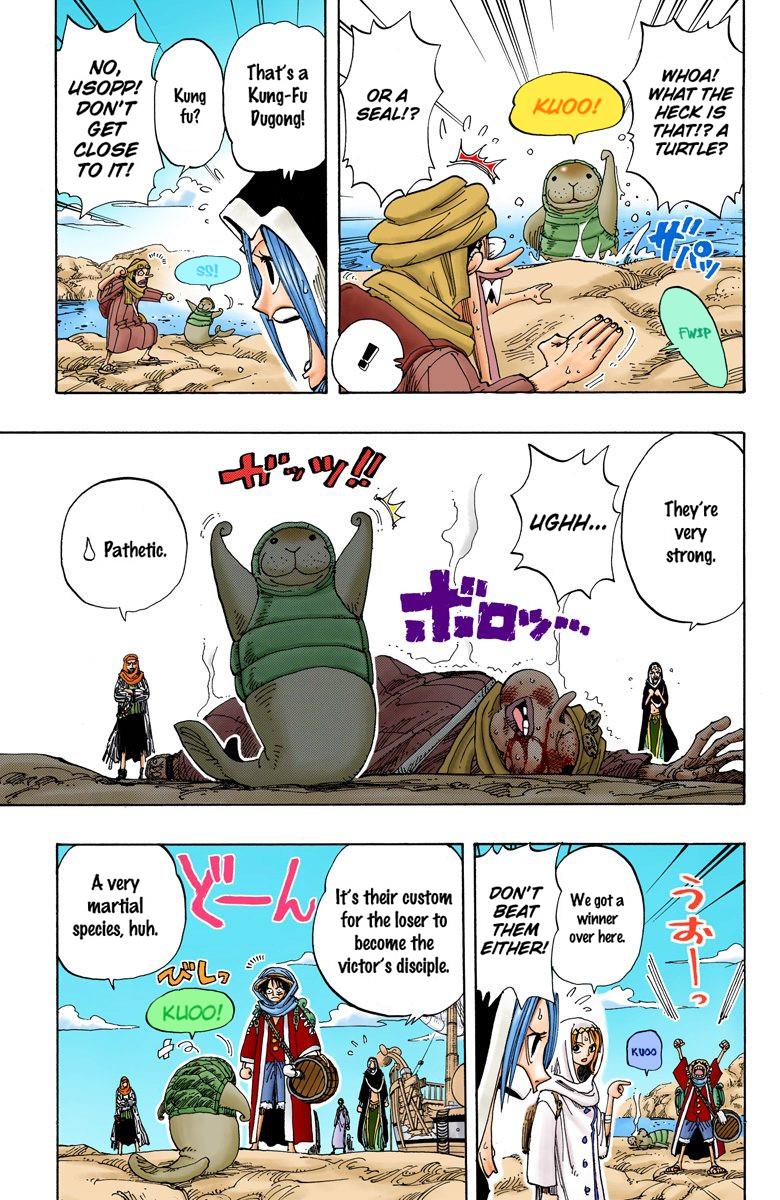 WHOA!
WHAT THE
HECK IS
THAT!? A
TURTLE?
KUOO!
OR A
SEAL!?
ザパッ
FWIP
!
That's a
Kung-Fu
Dugong!
Kung
fu?
NO,
USOPP!
DON'T
GET
CLOSE
TO IT!
SS!
They're
very
strong.
UGHH...
ボロッ…
ガッツ!!
Pathetic.
うおーっ
We got a
winner
over here.
DON'T
BEAT
THEM
EITHER!
KUOO
It's their custom
for the loser to
become the
victor's disciple.
どーん
A very
martial
species, huh.
びしっ
KUOO!